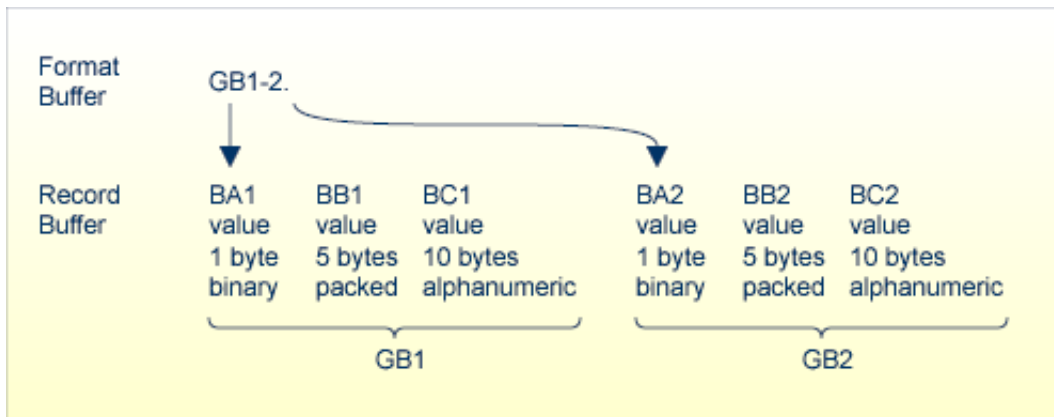 Format
Buffer
GB1-2.
Record
Buffer
BA1 BB1 BC1 BA2 BB2 BC2
value value value value value value
1 byte 5 bytes 10 bytes 1 byte 5 bytes 10 bytes
binary packed alphanumeric binary packed alphanumeric
GB1 GB2